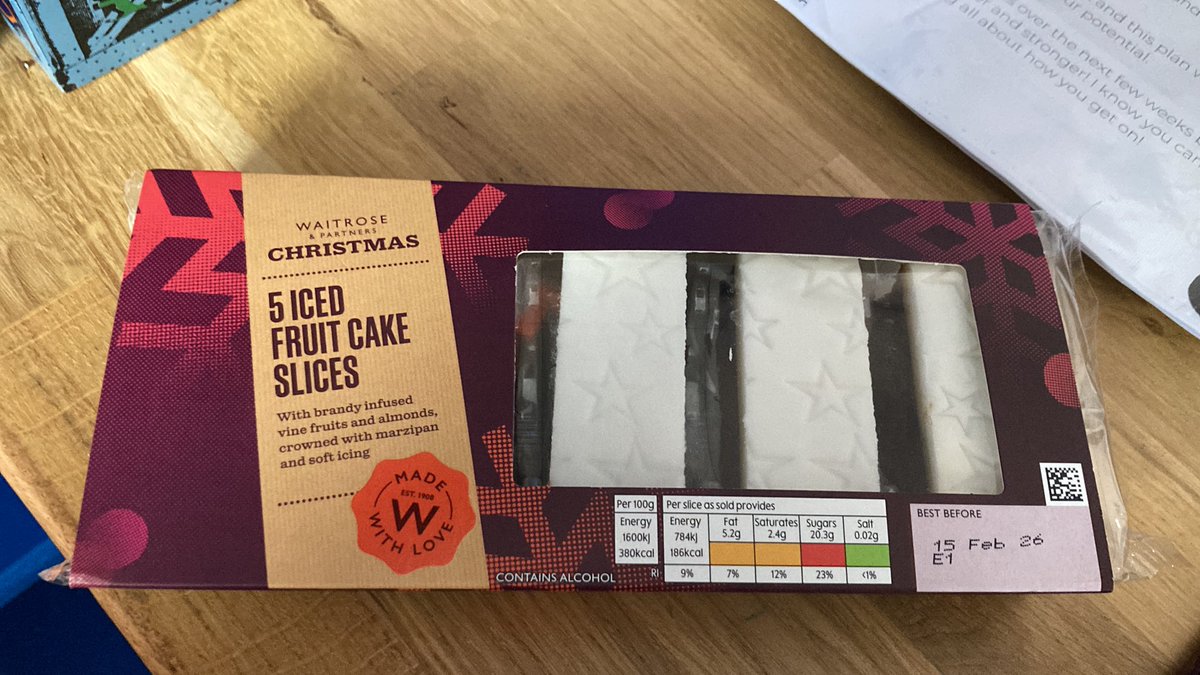 and this plan
ur potential.
over the next few weeks
and stronger! I know you can
all about how you get on!
WAITROSE
& PARTNERS
CHRISTMAS
5 ICED
FRUIT CAKE
SLICES
With brandy infused
vine fruits and almonds,
crowned with marzipan
and soft icing
MADE
EST. 1908
W
WITH LOVE
CONTAINS ALCOHOL
RI
Per 100g
Energy
1600kJ
380kcal
Per slice as sold provides
Energy Fat Saturates Sugars Salt
784kJ 5.2g 2.4g 20.3g 0.02g
186kcal
9% 7% 12% 23% <1%
BEST BEFORE
15 Feb 26
E1